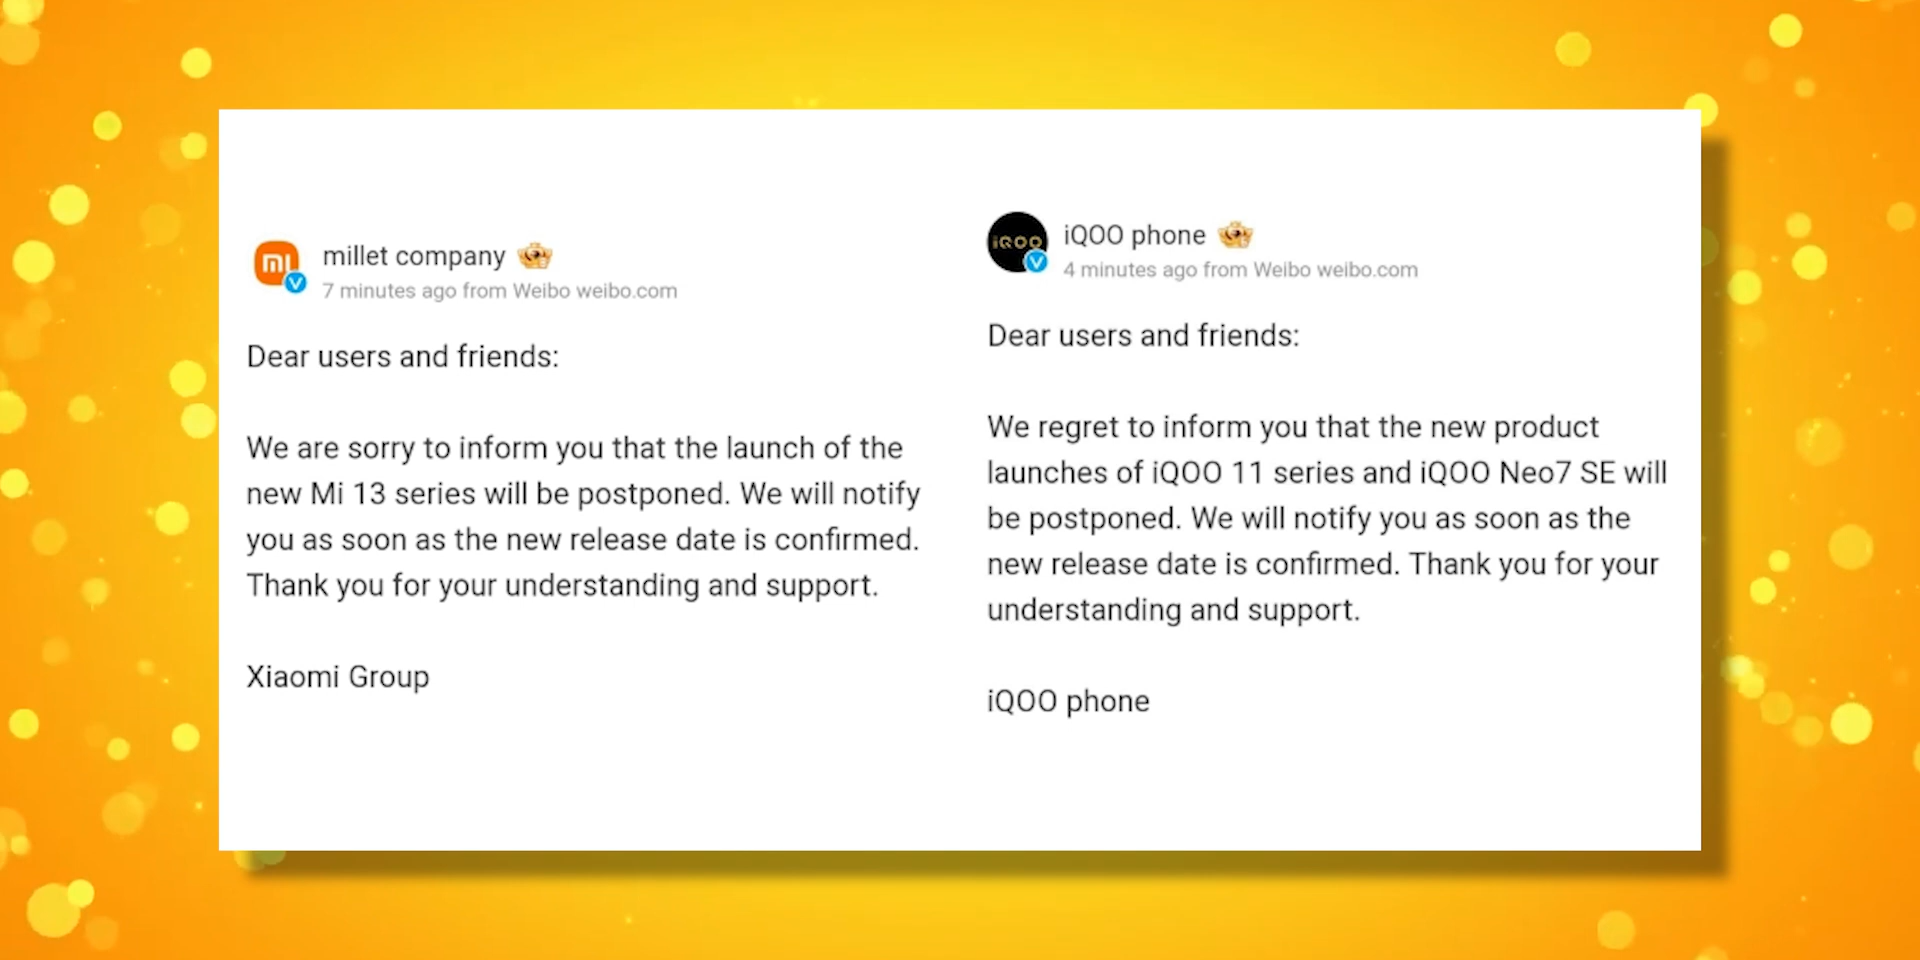 mi
millet company
7 minutes ago from Weibo weibo.com
Dear users and friends:
We are sorry to inform you that the launch of the
new Mi 13 series will be postponed. We will notify
you as soon as the new release date is confirmed.
Thank you for your understanding and support.
Xiaomi Group
iQOO
iQOO phone
4 minutes ago from Weibo weibo.com
Dear users and friends:
We regret to inform you that the new product
launches of iQOO 11 series and iQOO Neo7 SE will
be postponed. We will notify you as soon as the
new release date is confirmed. Thank you for your
understanding and support.
iQOO phone